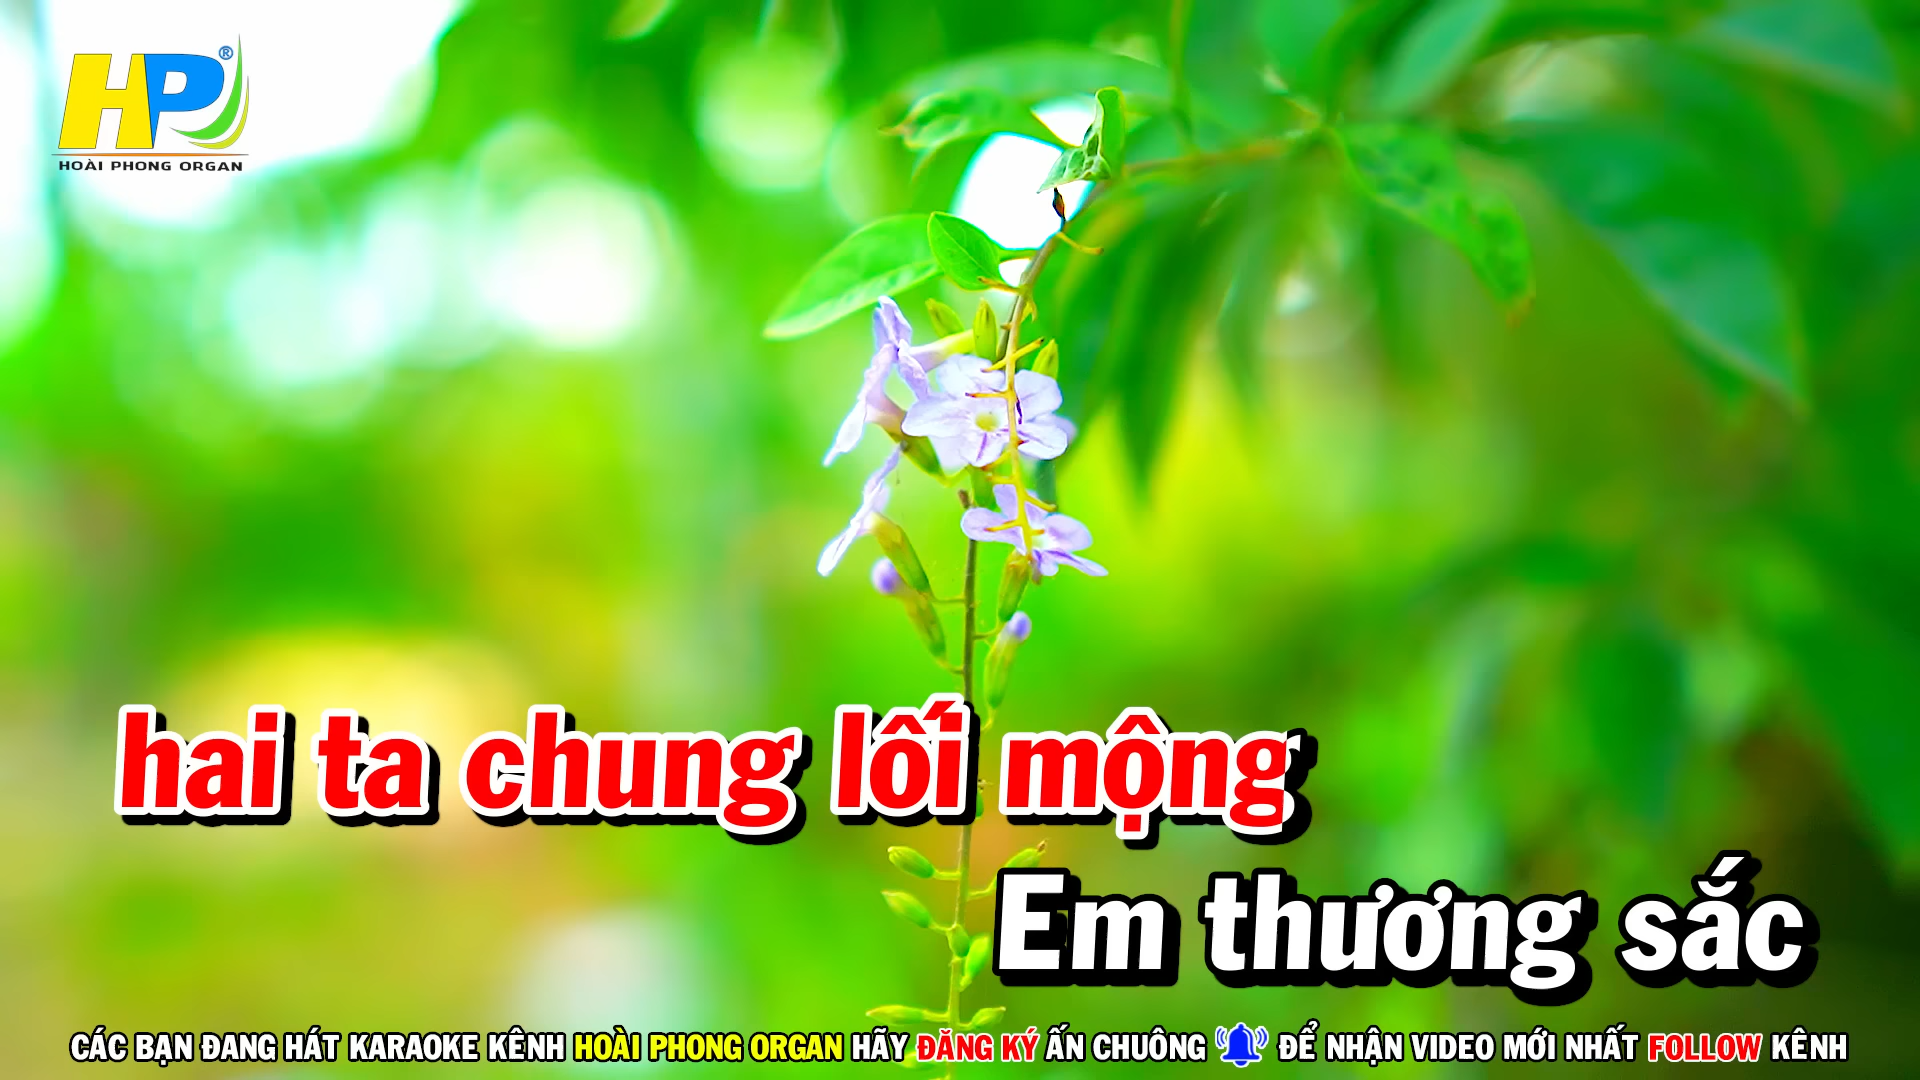 HP®
HOÀI PHONG ORGAN
hai ta chung lối mộng
Em thương sắc
CÁC BẠN ĐANG HÁT KARAOKE KÊNH HOÀI PHONG ORGAN HÃY ĐĂNG KÝ ẤN CHUÔNG ĐỂ NHẬN VIDEO MỚI NHẤT FOLLOW KÊNH